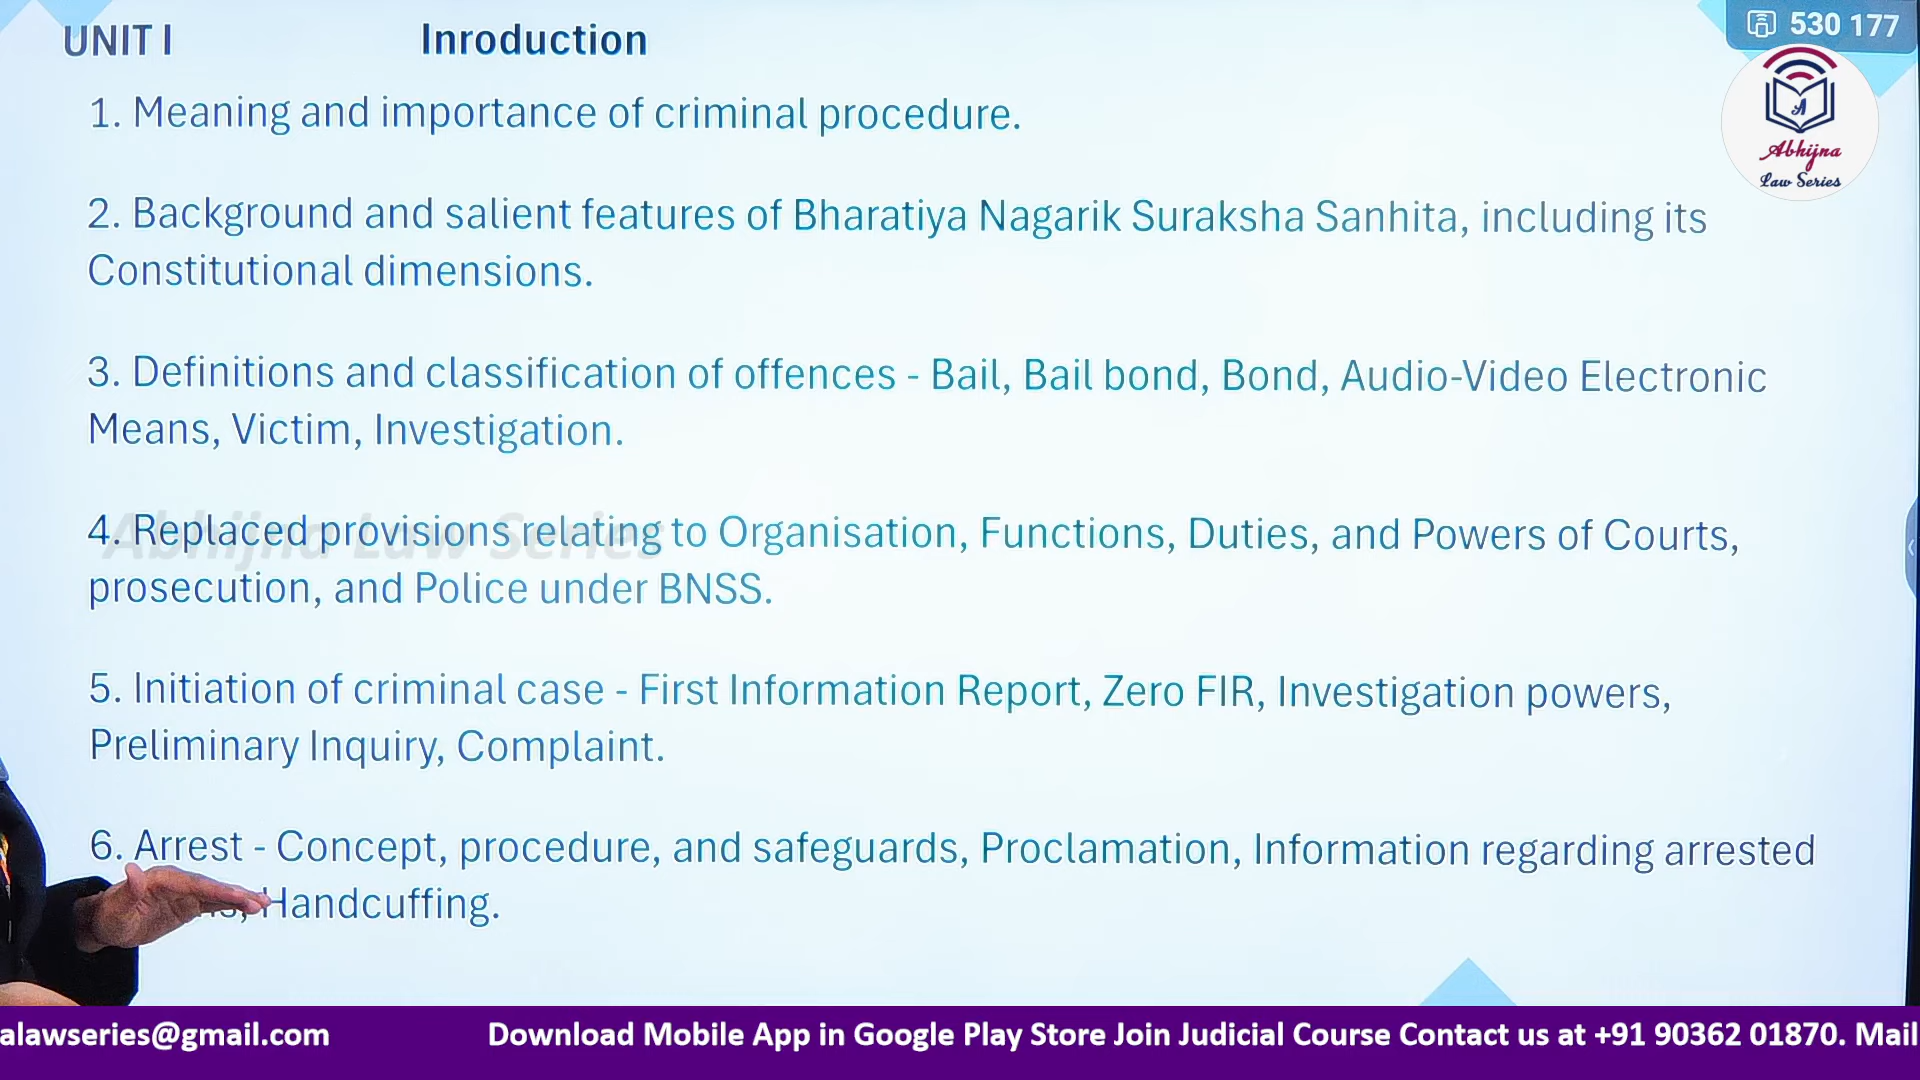 UNIT I Inroduction
530 177
1. Meaning and importance of criminal procedure.
Abhijna
Law Series
2. Background and salient features of Bharatiya Nagarik Suraksha Sanhita, including its
Constitutional dimensions.
3. Definitions and classification of offences - Bail, Bail bond, Bond, Audio-Video Electronic
Means, Victim, Investigation.
Abhijna Law Series
4. Replaced provisions relating to Organisation, Functions, Duties, and Powers of Courts,
prosecution, and Police under BNSS.
5. Initiation of criminal case - First Information Report, Zero FIR, Investigation powers,
Preliminary Inquiry, Complaint.
6. Arrest - Concept, procedure, and safeguards, Proclamation, Information regarding arrested
Handcuffing.
alawseries@gmail.com Download Mobile App in Google Play Store Join Judicial Course Contact us at +91 90362 01870. Mail